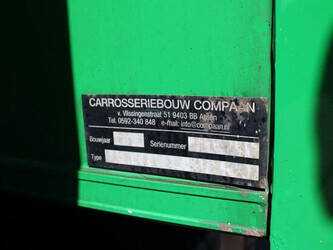 CARROSSERIEBOUW COMPAAN
v. Vlissingenstraat 51 9403 BB Assen
Tel. 0592-340 848 e-mail: info@compaan.nl
Bouwjaar Serienummer
Type